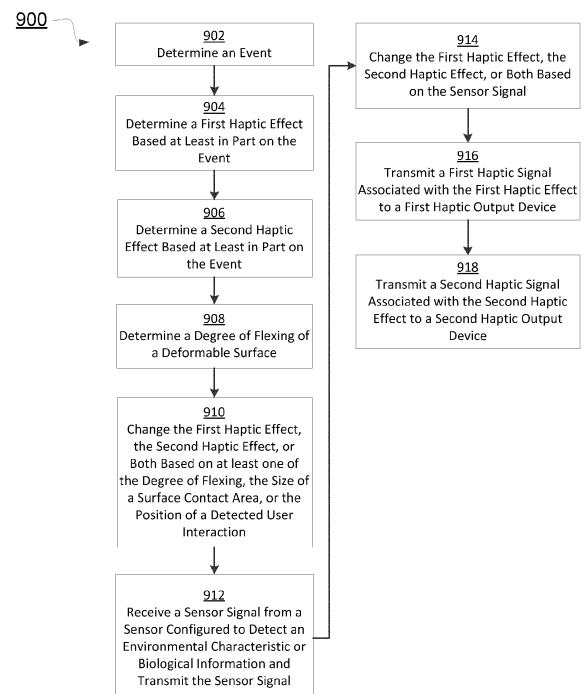 900
902
Determine an Event
904
Determine a First Haptic Effect
Based at Least in Part on the
Event
906
Determine a Second Haptic
Effect Based at Least in Part on
the Event
908
Determine a Degree of Flexing of
a Deformable Surface
910
Change the First Haptic Effect,
the Second Haptic Effect, or
Both Based on at least one of
the Degree of Flexing, the Size of
a Surface Contact Area, or the
Position of a Detected User
Interaction
912
Receive a Sensor Signal from a
Sensor Configured to Detect an
Environmental Characteristic or
Biological Information and
Transmit the Sensor Signal
914
Change the First Haptic Effect, the
Second Haptic Effect, or Both Based
on the Sensor Signal
916
Transmit a First Haptic Signal
Associated with the First Haptic Effect
to a First Haptic Output Device
918
Transmit a Second Haptic Signal
Associated with the Second Haptic
Effect to a Second Haptic Output
Device